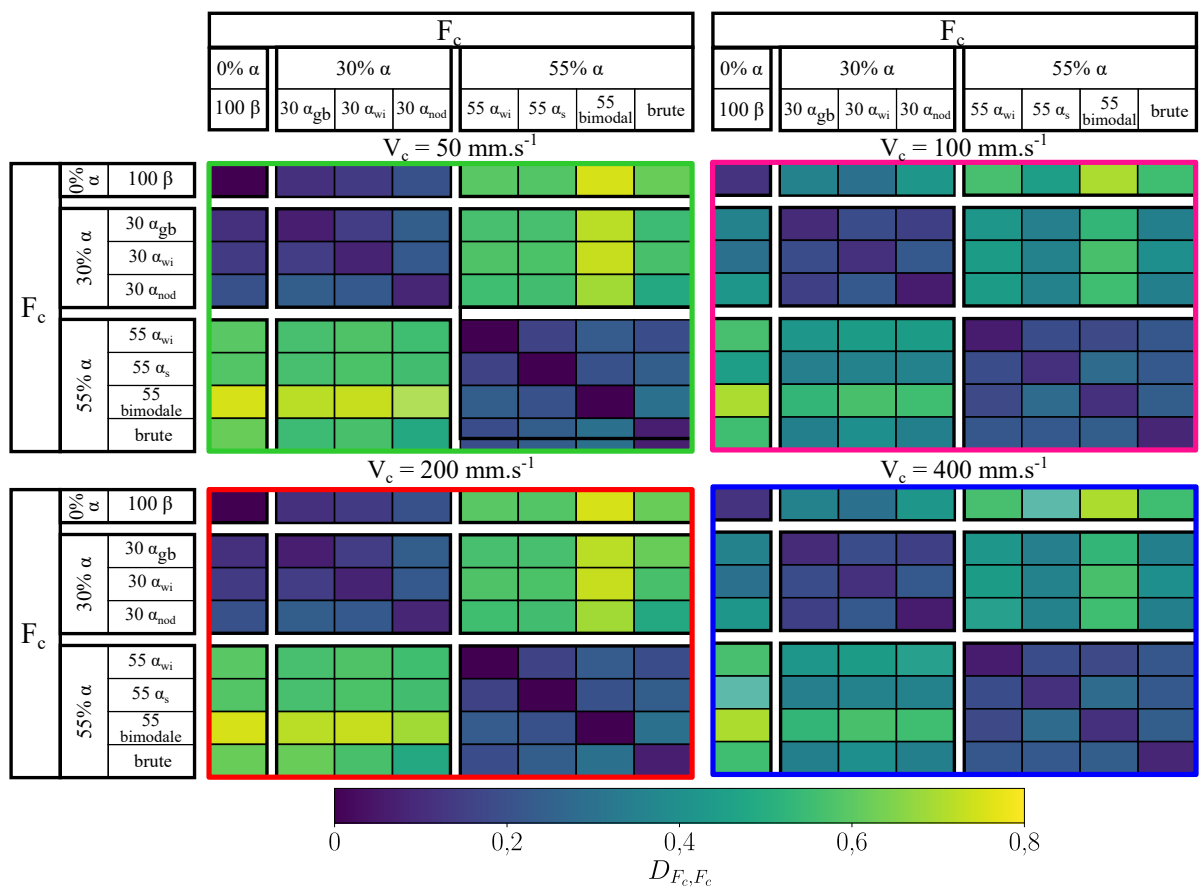 F_c F_c
0% α 30% α 55% α 0% α 30% α 55% α
100 β 30 α_gb 30 α_wi 30 α_nod 55 α_wi 55 α_s 55 bimodal brute 100 β 30 α_gb 30 α_wi 30 α_nod 55 α_wi 55 α_s 55 bimodal brute
V_c = 50 mm.s⁻¹ V_c = 100 mm.s⁻¹
F_c
0% α 100 β
30% α 30 α_gb
30 α_wi
30 α_nod
55% α 55 α_wi
55 α_s
55 bimodale
brute
V_c = 200 mm.s⁻¹ V_c = 400 mm.s⁻¹
F_c
0% α 100 β
30% α 30 α_gb
30 α_wi
30 α_nod
55% α 55 α_wi
55 α_s
55 bimodale
brute
0 0,2 0,4 0,6 0,8
D_{F_c,F_c}